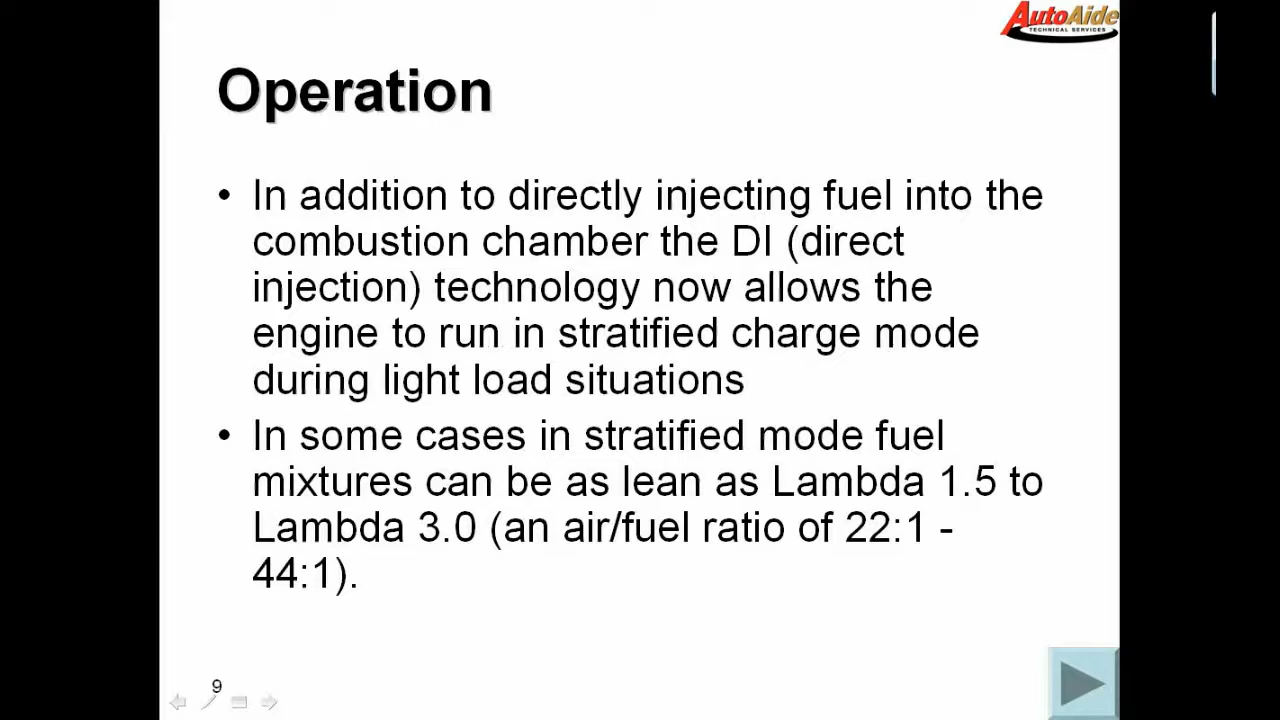 AutoAide
TECHNICAL SERVICES
Operation
• In addition to directly injecting fuel into the
combustion chamber the DI (direct
injection) technology now allows the
engine to run in stratified charge mode
during light load situations
• In some cases in stratified mode fuel
mixtures can be as lean as Lambda 1.5 to
Lambda 3.0 (an air/fuel ratio of 22:1 -
44:1).
9